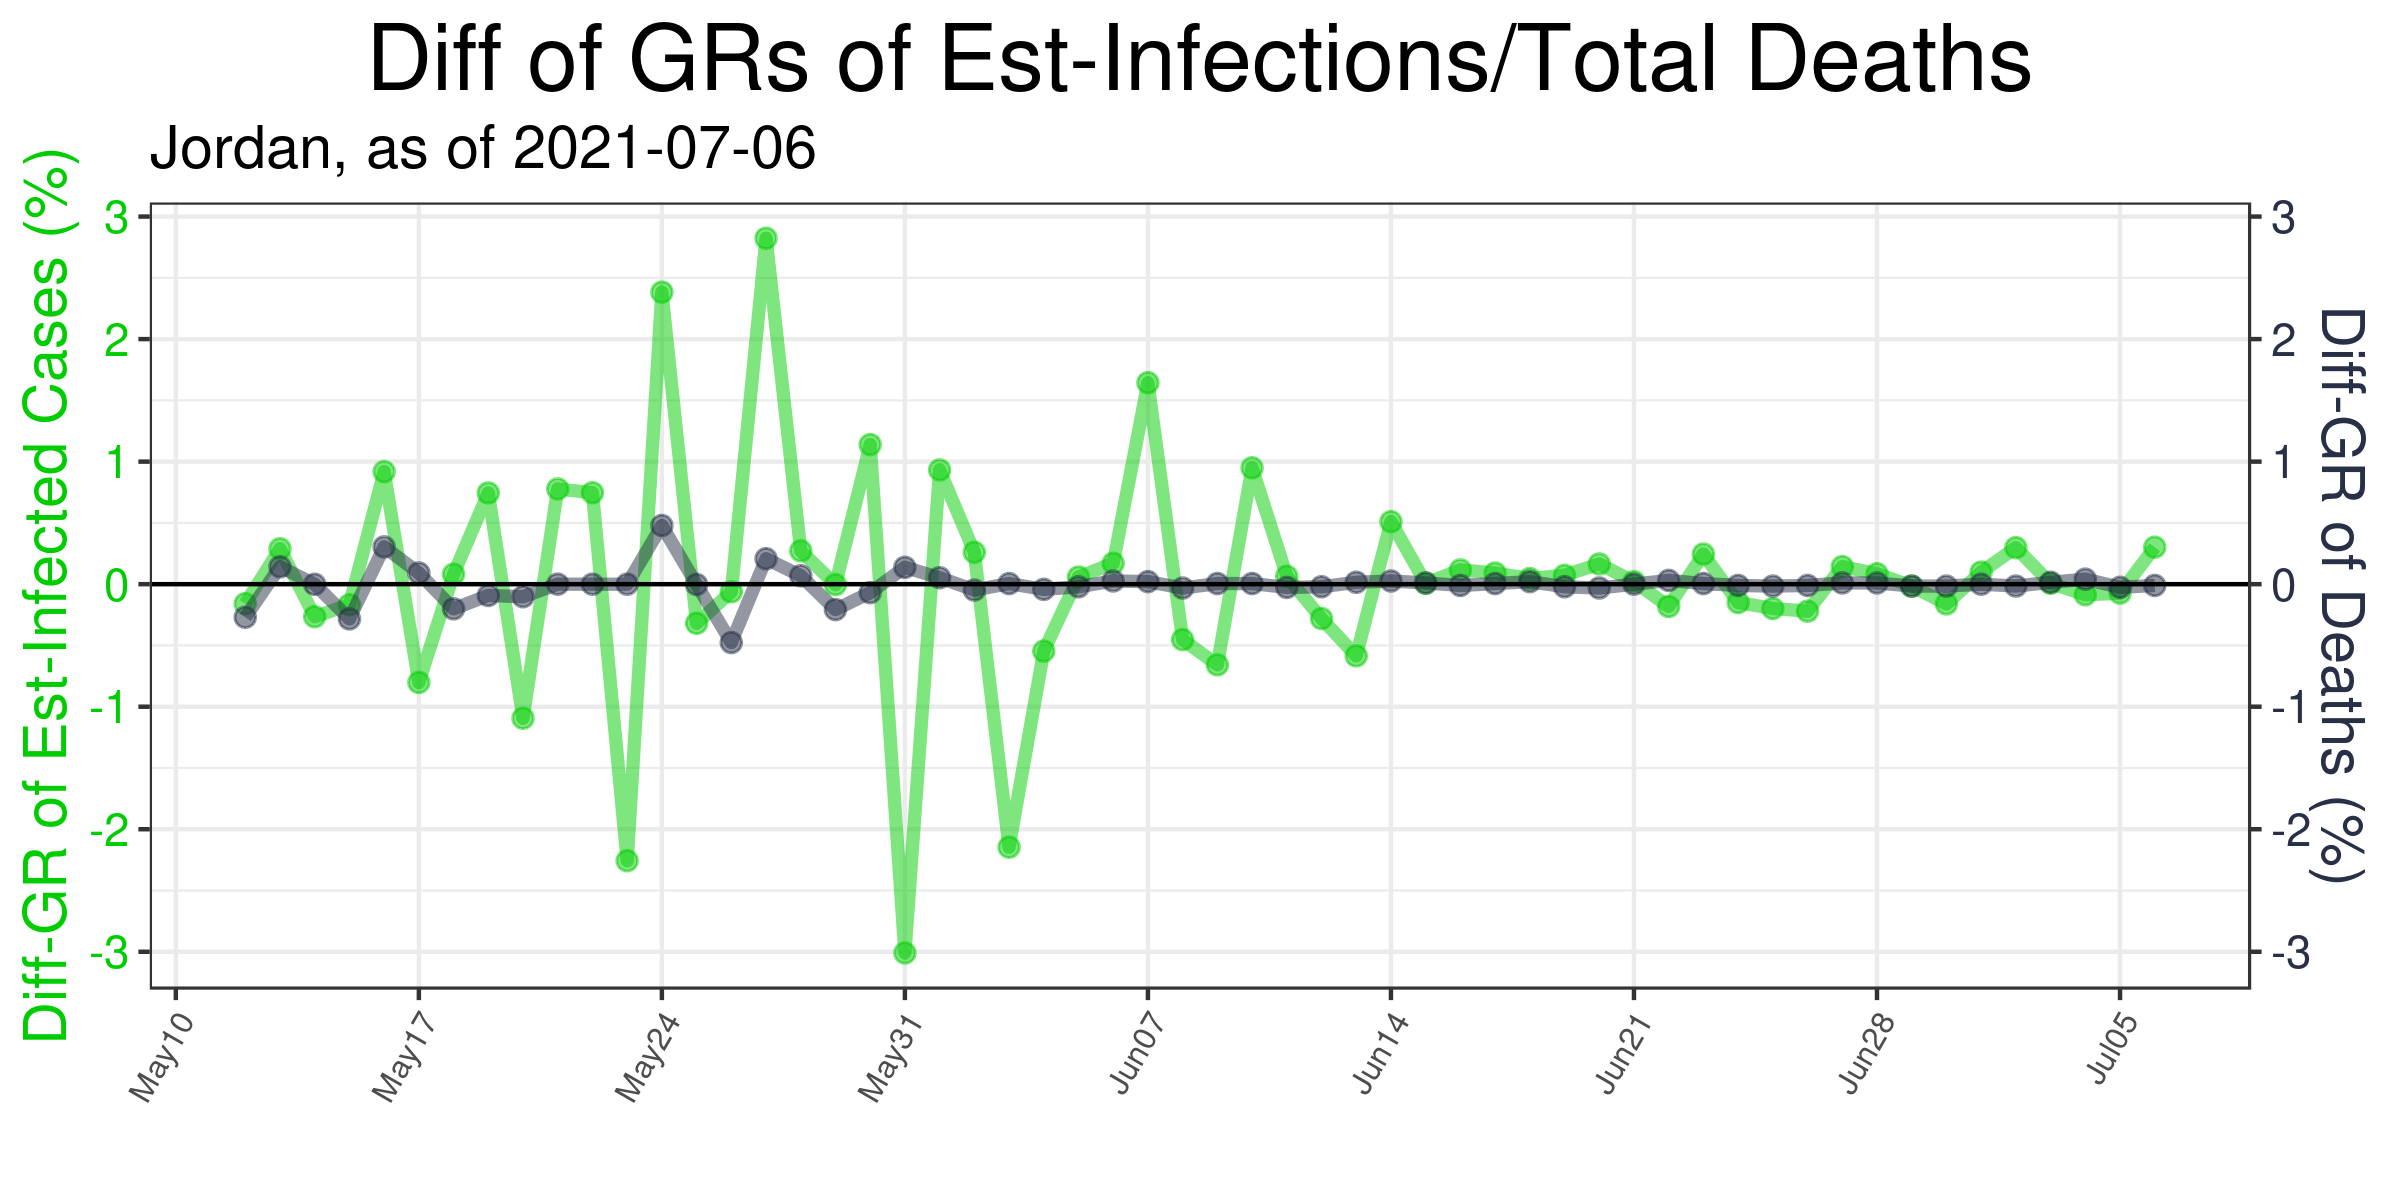 Diff of GRs of Est-Infections/Total Deaths
Jordan, as of 2021-07-06
Diff-GR of Est-Infected Cases (%)
3
2
1
0
-1
-2
-3
3
2
1
0
-1
-2
-3
Diff-GR of Deaths (%)
May10
May17
May24
May31
Jun07
Jun14
Jun21
Jun28
Jul05